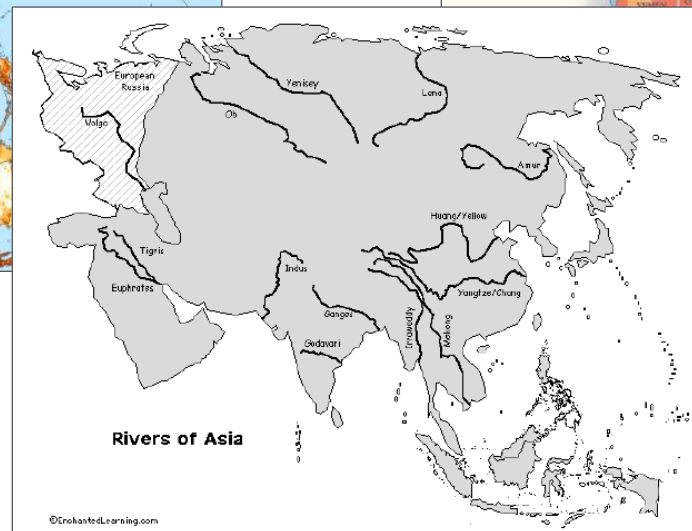 YEMEN
European
Russia
Volga
Ob
Yenisey
Lena
Amur
Huang/Yellow
Tigris
Euphrates
Indus
Ganges
Godavari
Irrawaddy
Mekong
Yangtze/Chang
Rivers of Asia
©EnchantedLearning.com